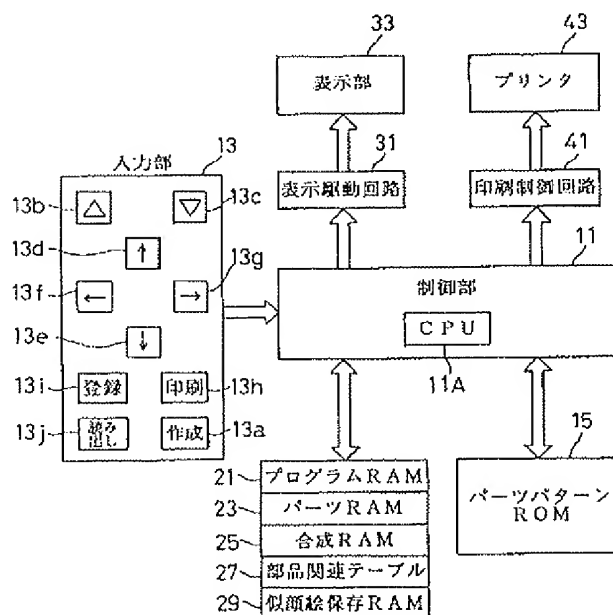 33
表示部
43
プリンタ
31
表示駆動回路
41
印刷制御回路
入力部
13
13b
△
▽
13c
13d
↑
13f
←
→
13g
13e
↓
13i
登録
印刷
13h
13j
読み
出し
作成
13a
11
制御部
CPU
11A
21
プログラムRAM
23
パーツRAM
25
合成RAM
27
部品関連テーブル
29
似顔絵保存RAM
15
パーツパターン
ROM